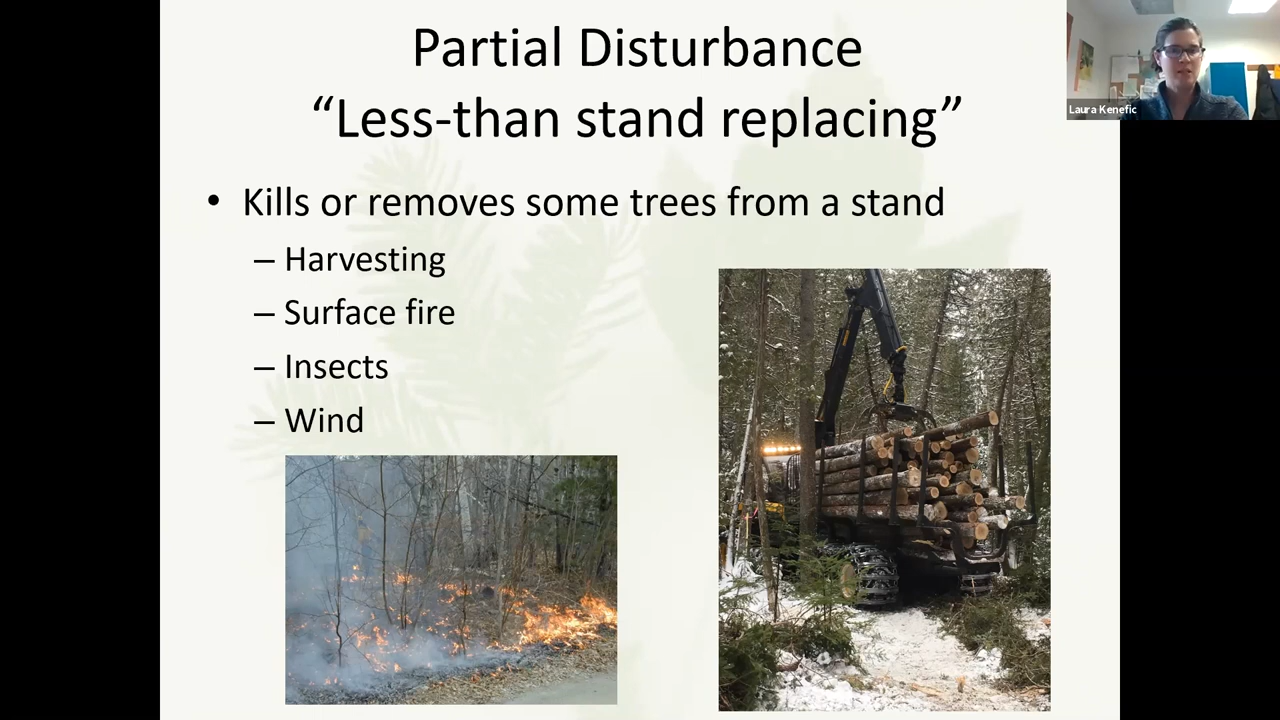 Partial Disturbance
“Less-than stand replacing”
• Kills or removes some trees from a stand
– Harvesting
– Surface fire
– Insects
– Wind
Laura Kenefic